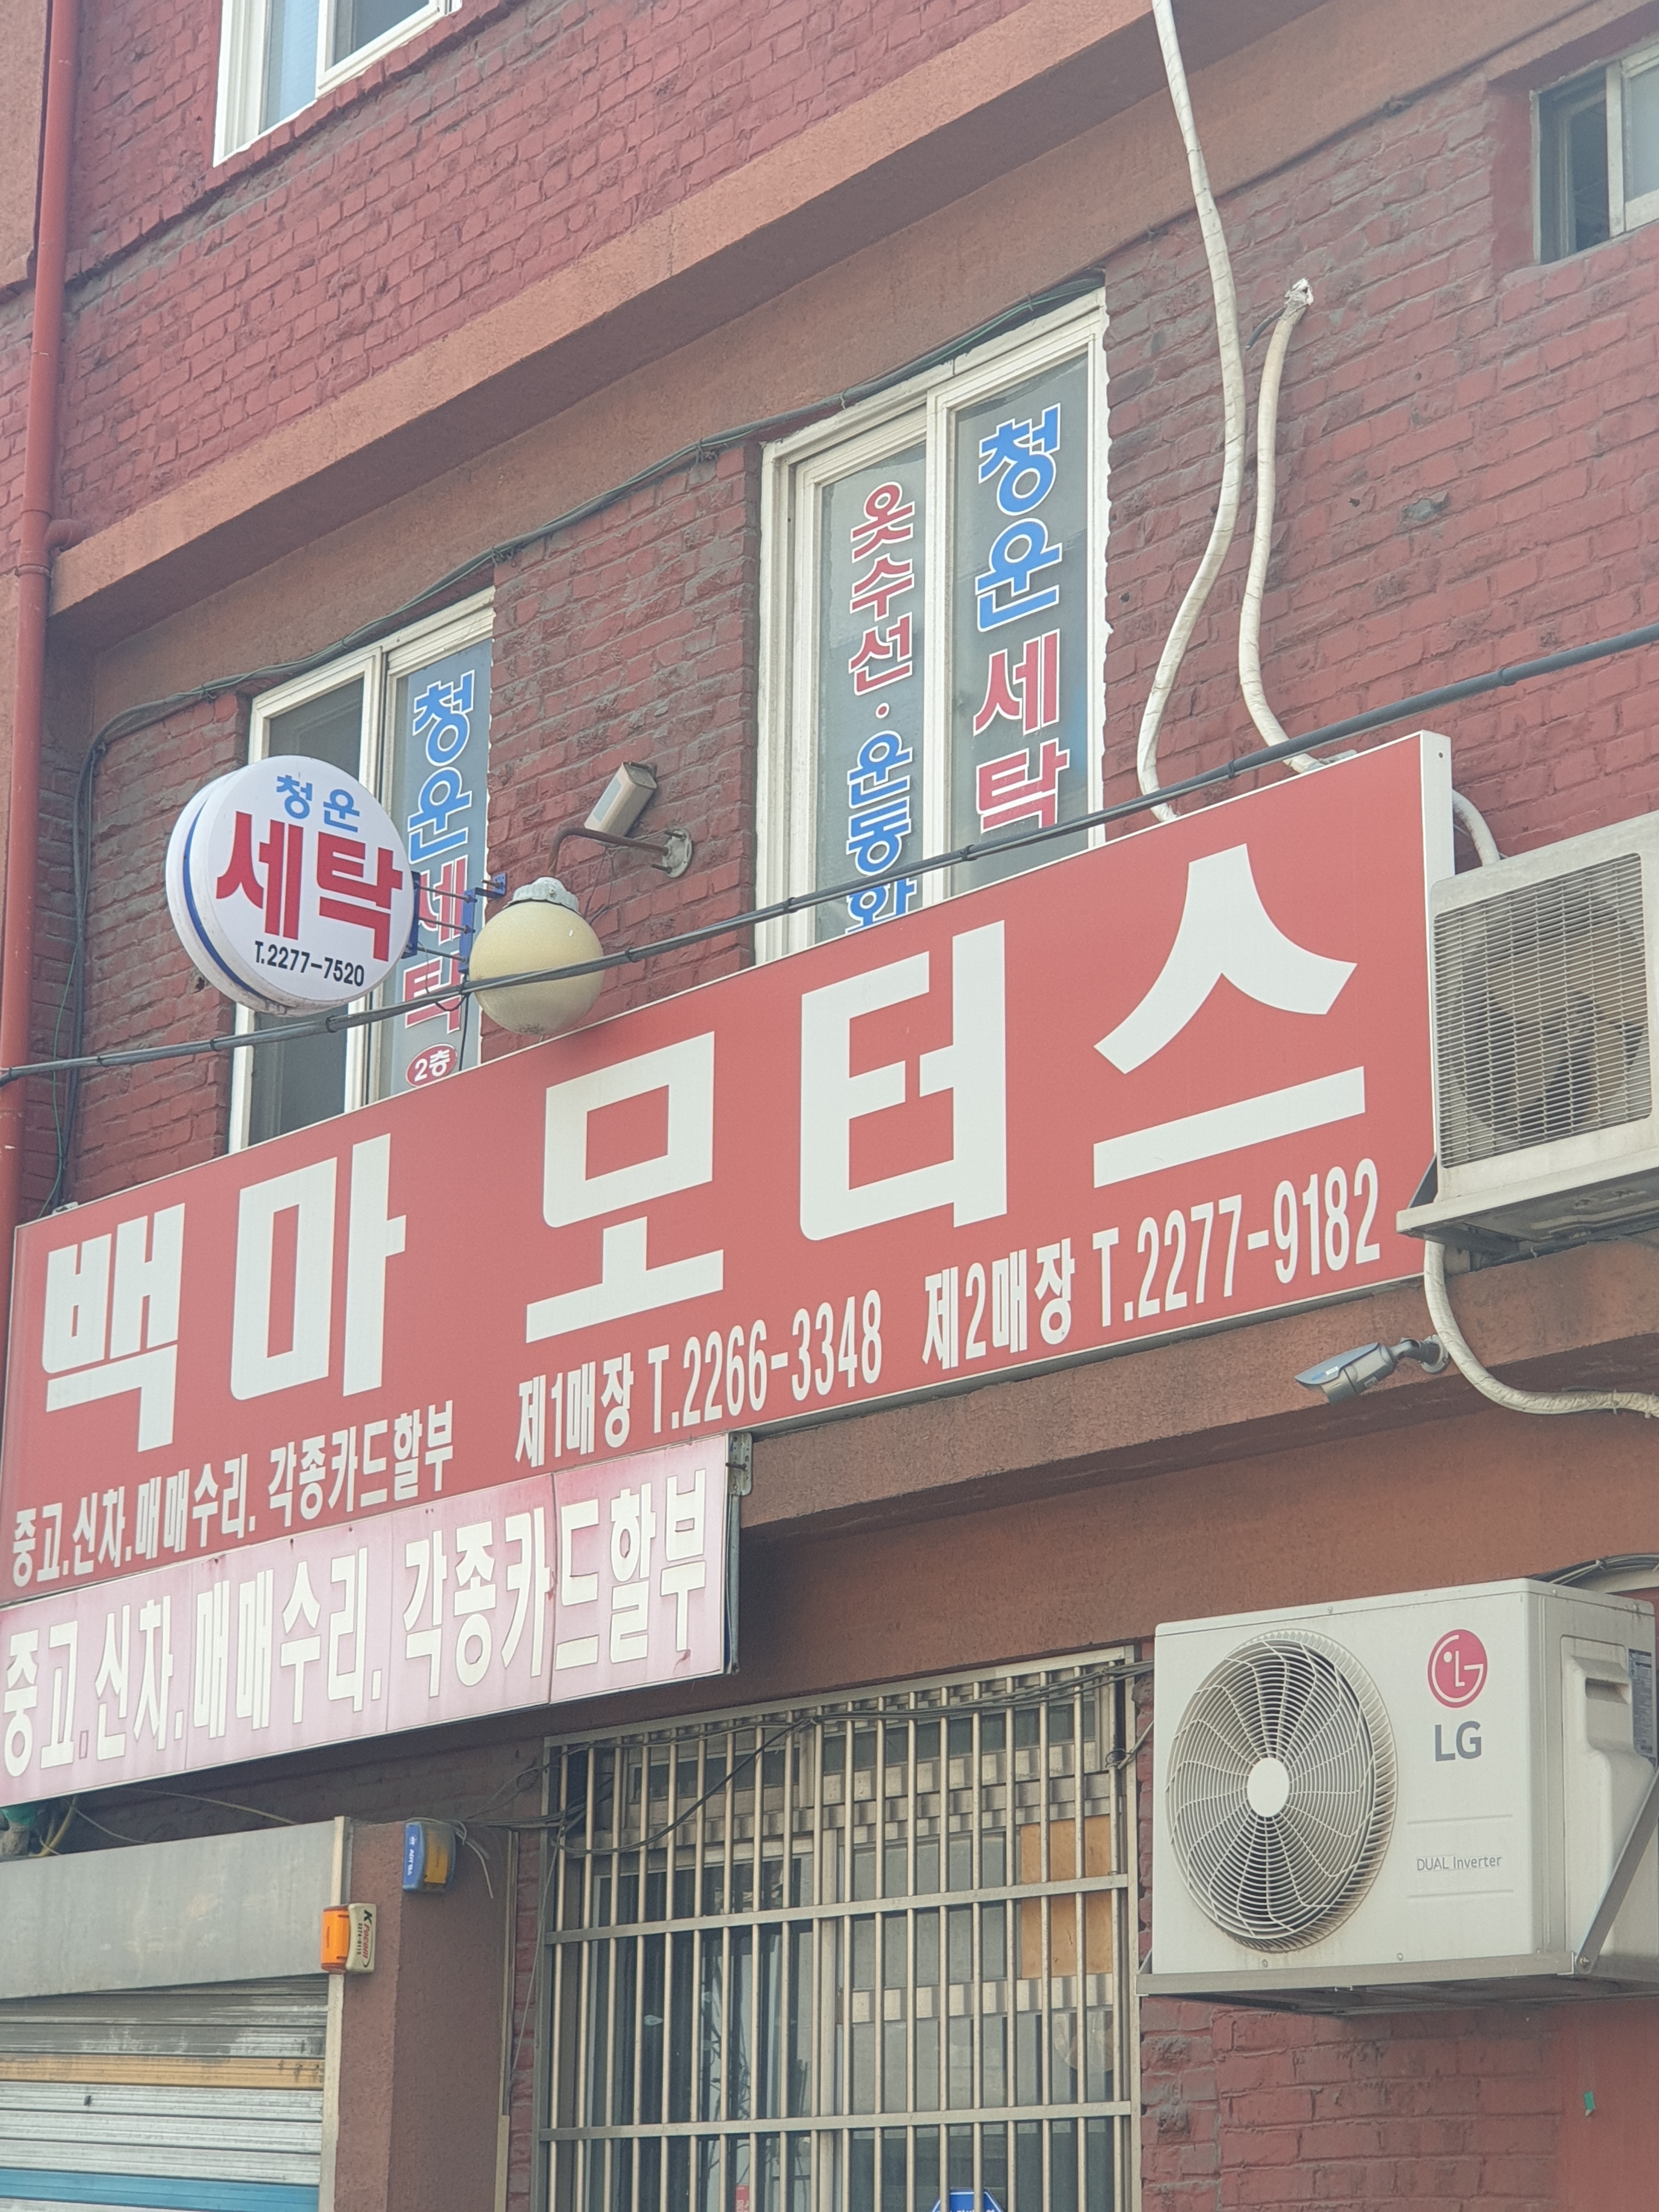 청운세탁
옷수선·운동화
청운
세탁
T.2277-7520
청운세탁
2층
백마 모터스
중고.신차.매매수리. 각종카드할부 제1매장 T.2266-3348 제2매장 T.2277-9182
중고.신차.매매수리. 각종카드할부
LG
DUAL Inverter